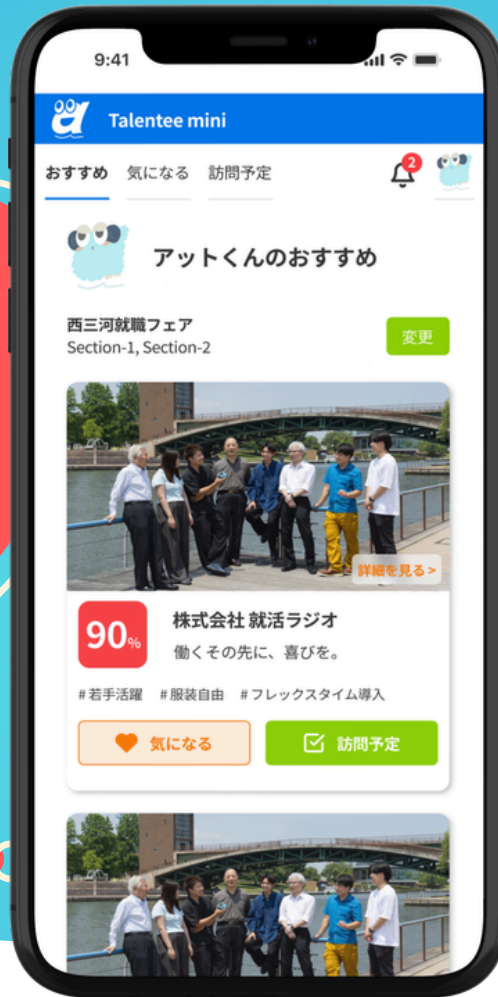 9:41
Talentee mini
おすすめ 気になる 訪問予定
2
アットくんのおすすめ
西三河就職フェア
Section-1, Section-2
変更
詳細を見る >
90%
株式会社 就活ラジオ
働くその先に、喜びを。
#若手活躍 #服装自由 #フレックスタイム導入
気になる
訪問予定